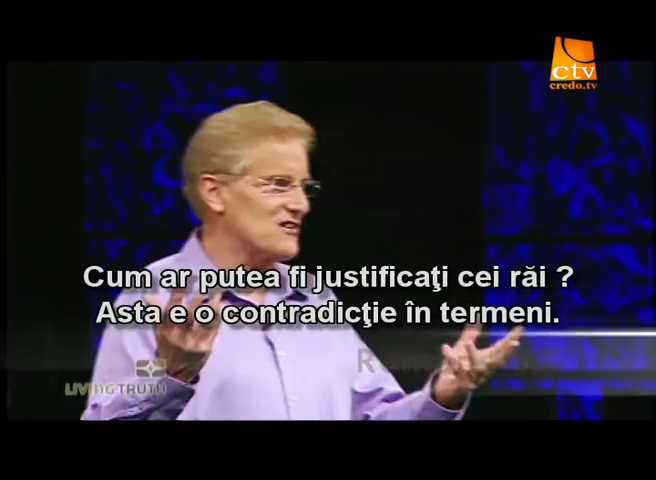 ctv
credo.tv
Cum ar putea fi justificaţi cei răi ?
Asta e o contradicţie în termeni.
LIVING TRUTH